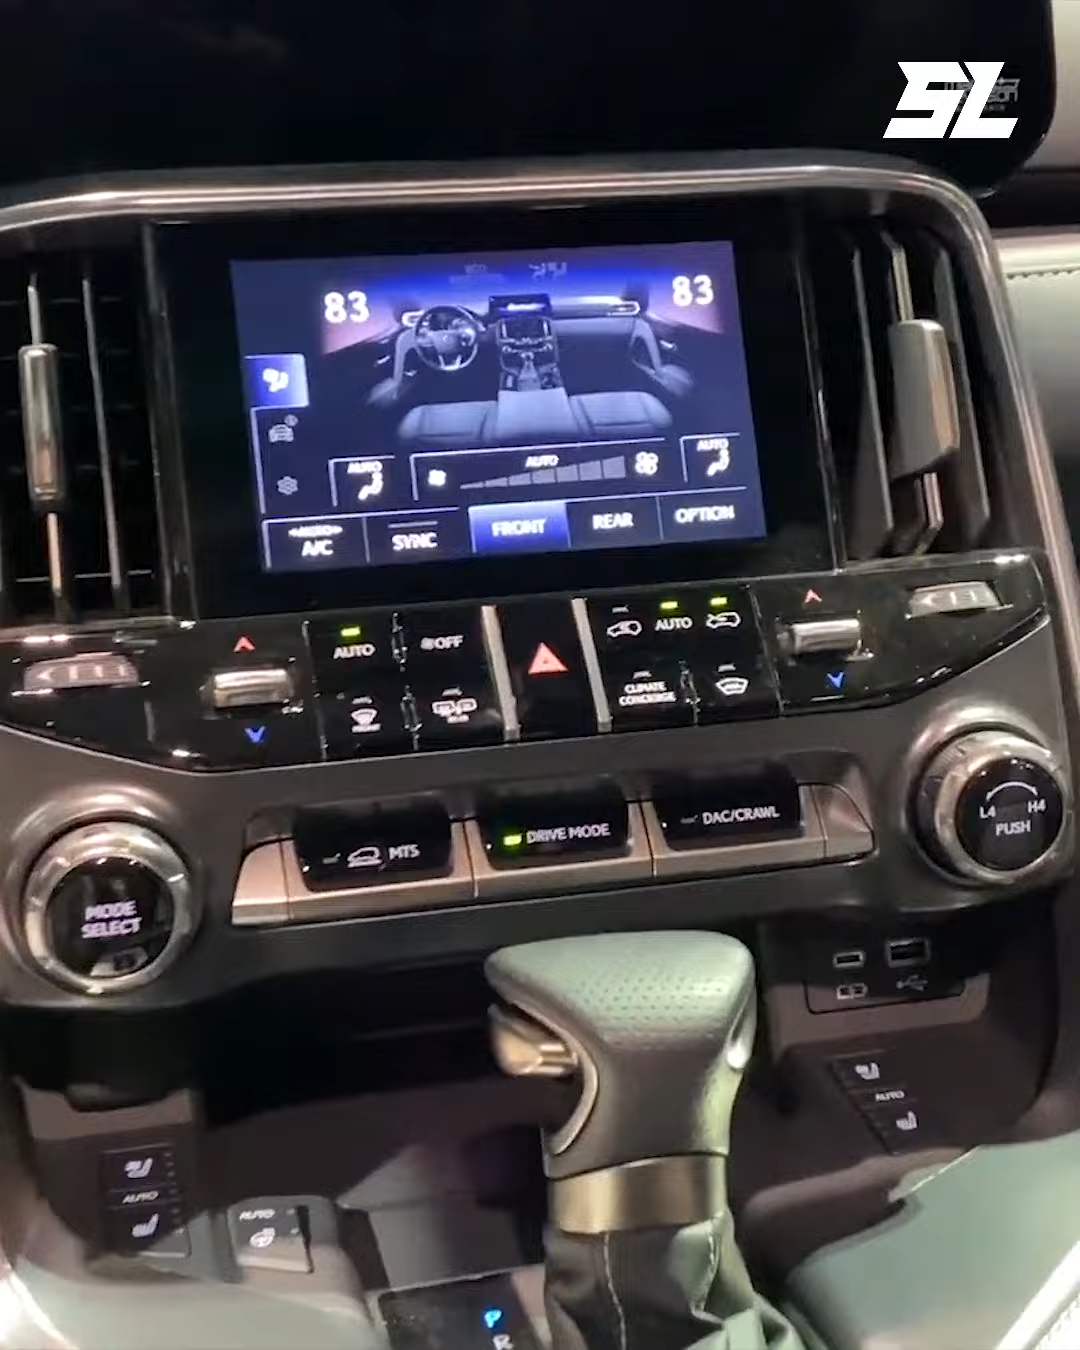 SL
83
83
AUTO
AUTO
AUTO
A/C
SYNC
FRONT
REAR
OPTION
AUTO
OFF
AUTO
CLIMATE
CONCIERGE
MTS
DRIVE MODE
DAC/CRAWL
L4
H4
PUSH
MODE
SELECT
AUTO
AUTO
AUTO
P
R